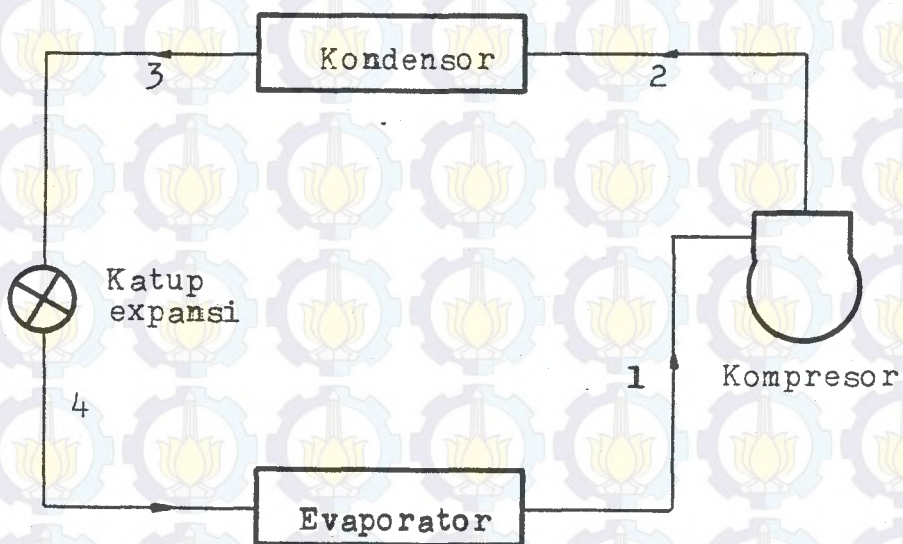 Kondensor
3
2
Katup
expansi
1
Kompresor
4
Evaporator